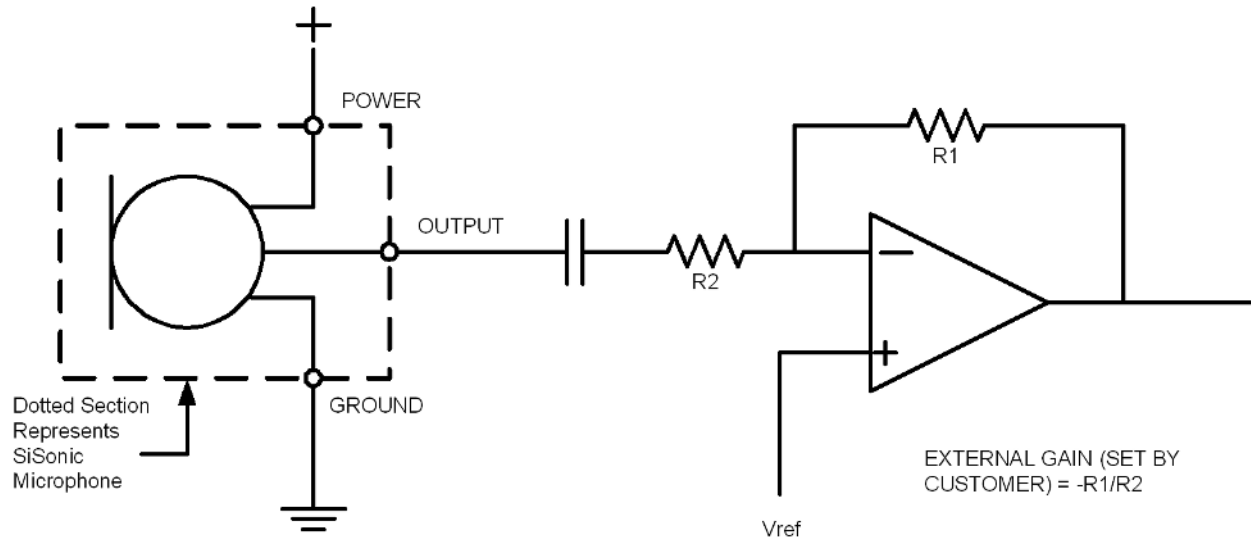 POWER
R1
OUTPUT
R2
GROUND
Dotted Section
Represents
SiSonic
Microphone
EXTERNAL GAIN (SET BY
CUSTOMER) = -R1/R2
Vref